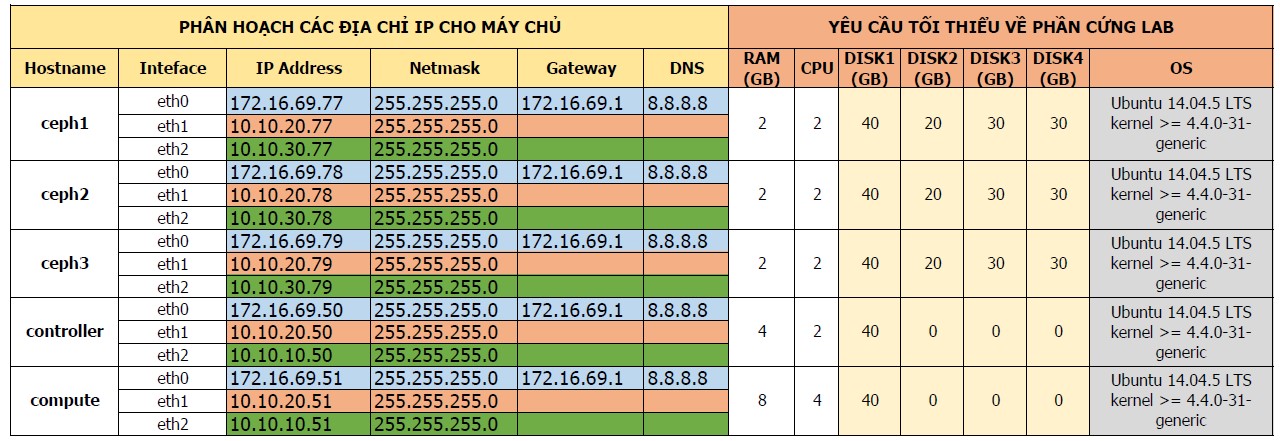 PHÂN HOẠCH CÁC ĐỊA CHỈ IP CHO MÁY CHỦ YÊU CẦU TỐI THIỂU VỀ PHẦN CỨNG LAB
Hostname Inteface IP Address Netmask Gateway DNS RAM (GB) CPU DISK1 (GB) DISK2 (GB) DISK3 (GB) DISK4 (GB) OS
ceph1 eth0 172.16.69.77 255.255.255.0 172.16.69.1 8.8.8.8 2 2 40 20 30 30 Ubuntu 14.04.5 LTS kernel >= 4.4.0-31-generic
eth1 10.10.20.77 255.255.255.0
eth2 10.10.30.77 255.255.255.0
ceph2 eth0 172.16.69.78 255.255.255.0 172.16.69.1 8.8.8.8 2 2 40 20 30 30 Ubuntu 14.04.5 LTS kernel >= 4.4.0-31-generic
eth1 10.10.20.78 255.255.255.0
eth2 10.10.30.78 255.255.255.0
ceph3 eth0 172.16.69.79 255.255.255.0 172.16.69.1 8.8.8.8 2 2 40 20 30 30 Ubuntu 14.04.5 LTS kernel >= 4.4.0-31-generic
eth1 10.10.20.79 255.255.255.0
eth2 10.10.30.79 255.255.255.0
controller eth0 172.16.69.50 255.255.255.0 172.16.69.1 8.8.8.8 4 2 40 0 0 0 Ubuntu 14.04.5 LTS kernel >= 4.4.0-31-generic
eth1 10.10.20.50 255.255.255.0
eth2 10.10.10.50 255.255.255.0
compute eth0 172.16.69.51 255.255.255.0 172.16.69.1 8.8.8.8 8 4 40 0 0 0 Ubuntu 14.04.5 LTS kernel >= 4.4.0-31-generic
eth1 10.10.20.51 255.255.255.0
eth2 10.10.10.51 255.255.255.0